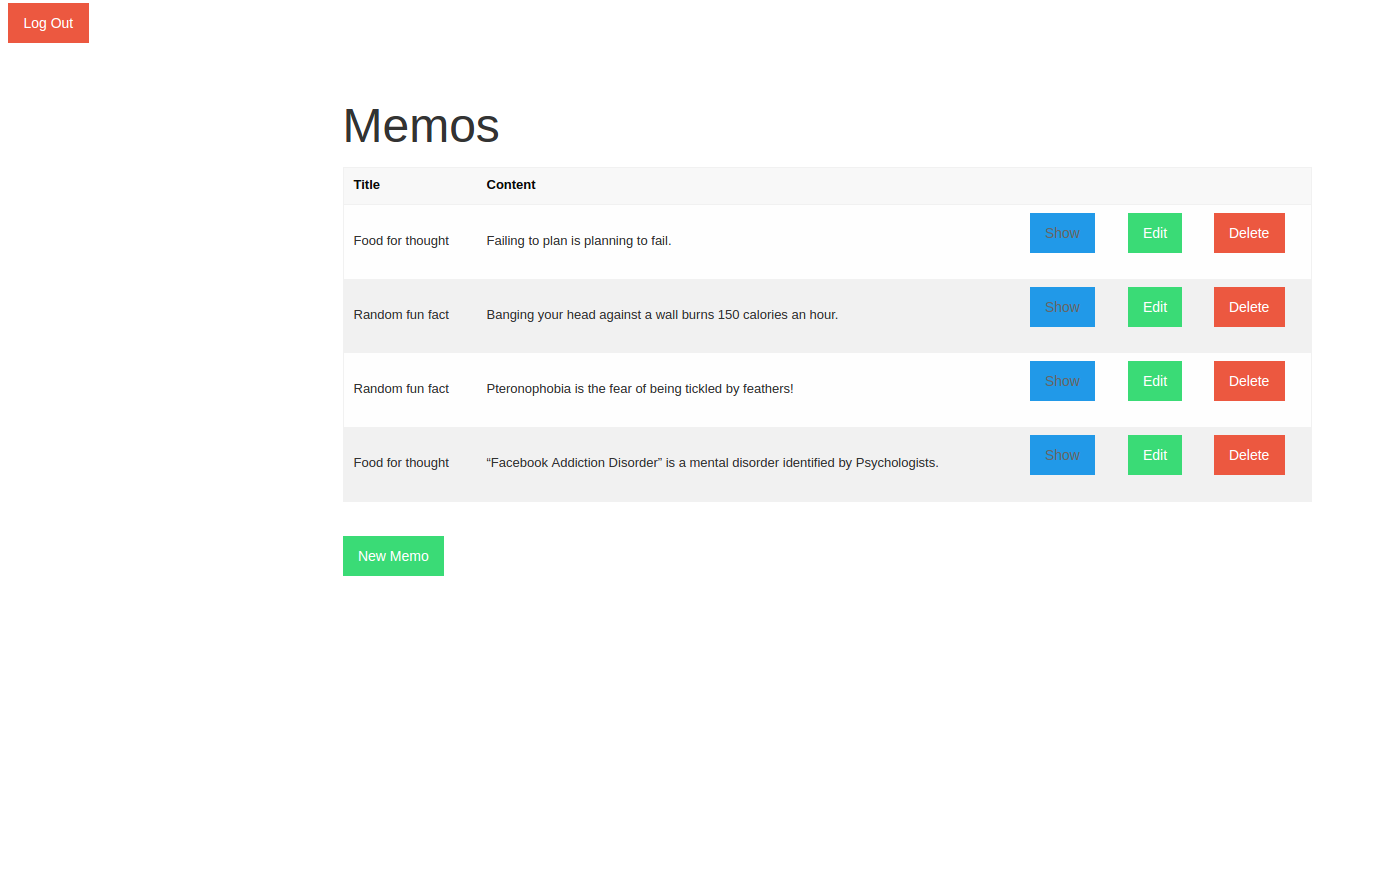 Log Out
Memos
Title Content
Food for thought Failing to plan is planning to fail. Show Edit Delete
Random fun fact Banging your head against a wall burns 150 calories an hour. Show Edit Delete
Random fun fact Pteronophobia is the fear of being tickled by feathers! Show Edit Delete
Food for thought “Facebook Addiction Disorder” is a mental disorder identified by Psychologists. Show Edit Delete
New Memo